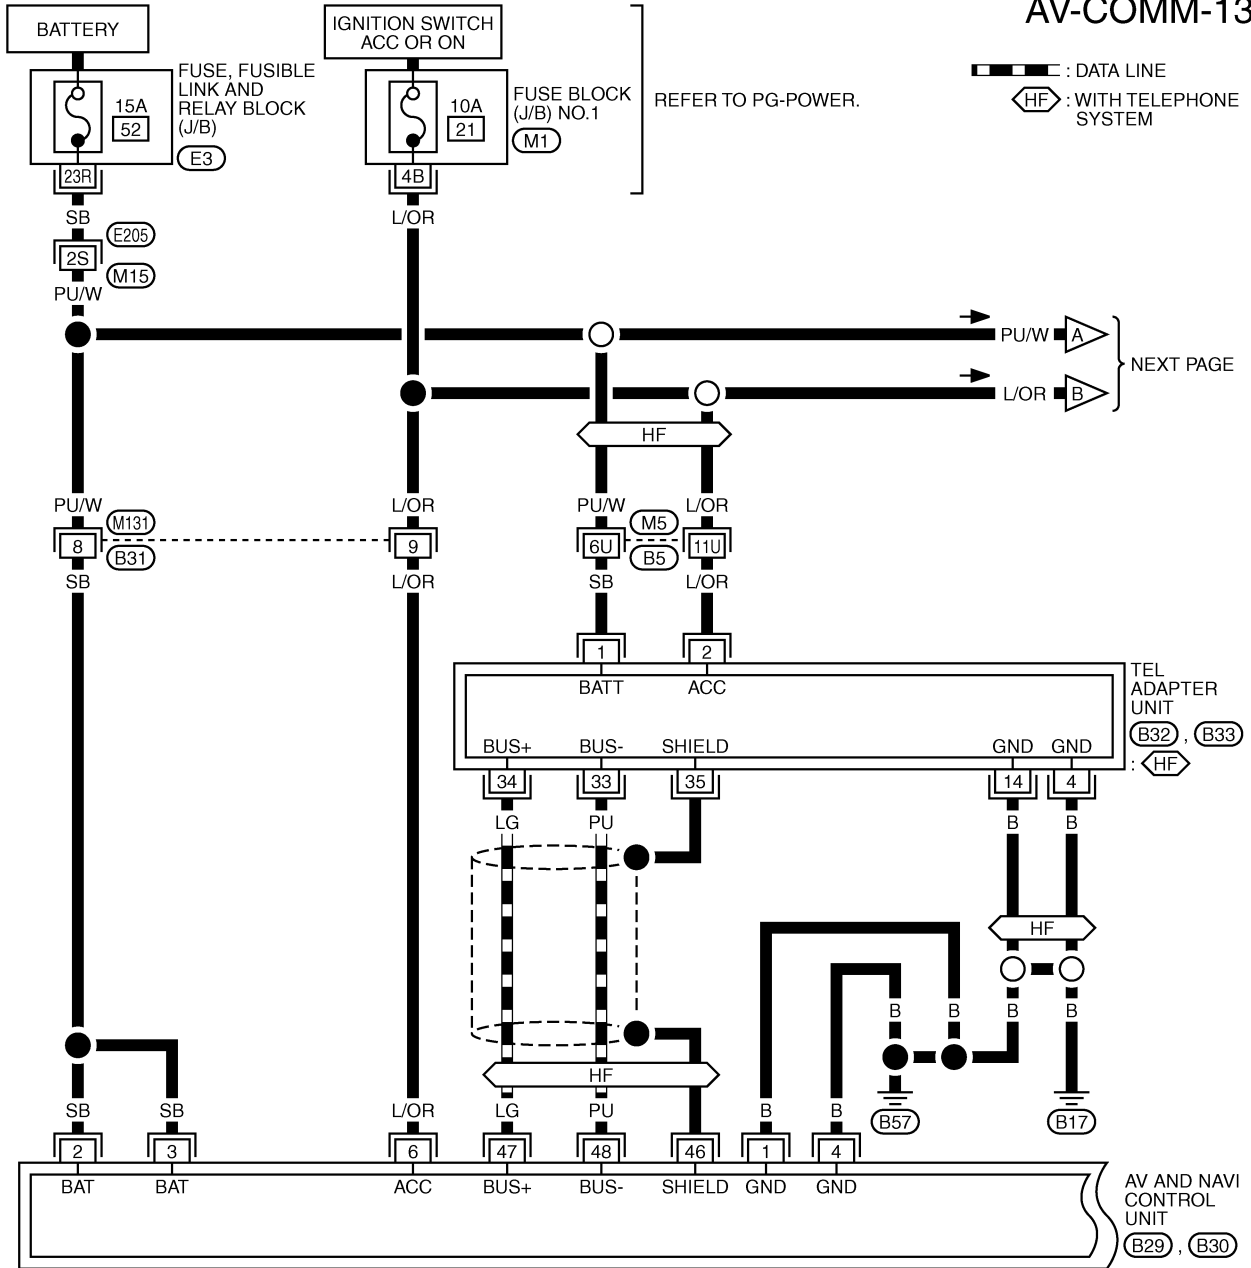 AV-COMM-13
BATTERY
IGNITION SWITCH
ACC OR ON
: DATA LINE
HF : WITH TELEPHONE
SYSTEM
FUSE, FUSIBLE
LINK AND
RELAY BLOCK
(J/B)
E3
15A
52
10A
21
FUSE BLOCK
(J/B) NO.1
M1
REFER TO PG-POWER.
23R
4B
SB
L/OR
E205
2S
M15
PU/W
PU/W A
NEXT PAGE
L/OR B
HF
PU/W
L/OR
PU/W
L/OR
M131
M5
8
9
6U
11U
B31
B5
SB
L/OR
SB
L/OR
1
2
BATT
ACC
TEL
ADAPTER
UNIT
B32 , B33
: HF
BUS+
BUS-
SHIELD
GND
GND
34
33
35
14
4
LG
PU
B
B
HF
B
B
B
B
HF
SB
SB
L/OR
LG
PU
B
B
B57
B17
2
3
6
47
48
46
1
4
BAT
BAT
ACC
BUS+
BUS-
SHIELD
GND
GND
AV AND NAVI
CONTROL
UNIT
B29 , B30